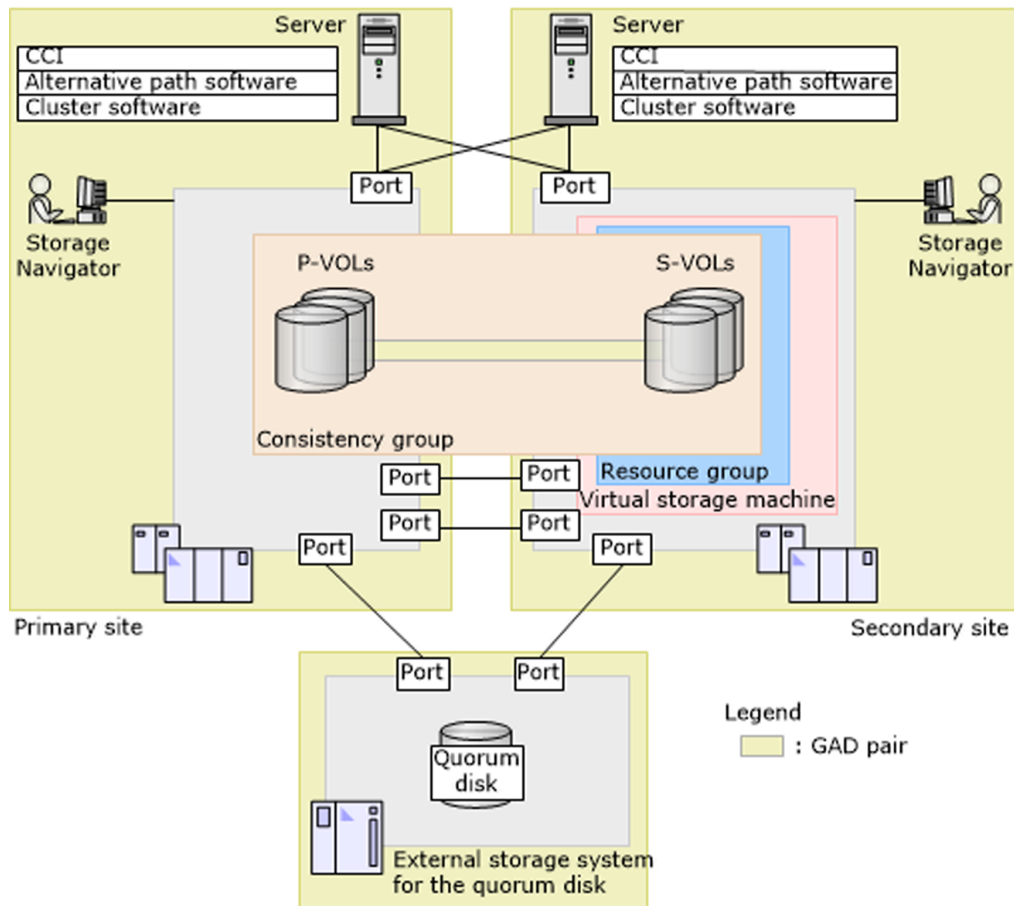 Server
CCI
Alternative path software
Cluster software
Server
CCI
Alternative path software
Cluster software
Port
Port
Storage
Navigator
Storage
Navigator
P-VOLs
S-VOLs
Consistency group
Resource group
Virtual storage machine
Port
Port
Port
Port
Port
Port
Primary site
Secondary site
Port
Port
Quorum
disk
External storage system
for the quorum disk
Legend
: GAD pair